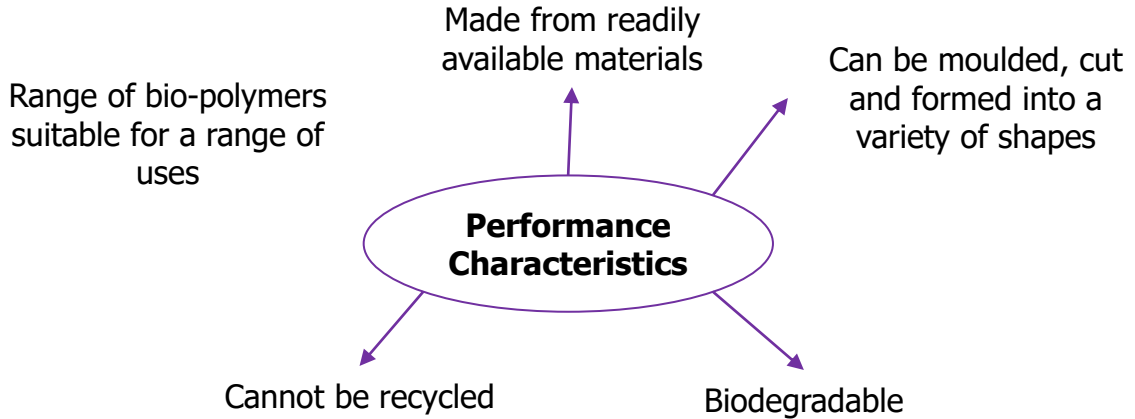 Made from readily
available materials
Can be moulded, cut
and formed into a
variety of shapes
Range of bio-polymers
suitable for a range of
uses
Performance
Characteristics
Cannot be recycled
Biodegradable